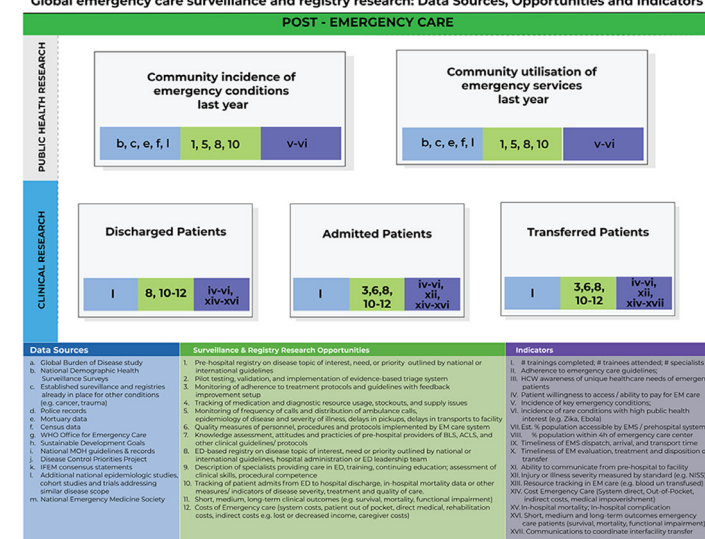 Global emergency care surveillance and registry research: Data Sources, Opportunities and Indicators
POST - EMERGENCY CARE
PUBLIC HEALTH RESEARCH
Community incidence of
emergency conditions
last year
b, c, e, f, l
1, 5, 8, 10
v-vi
Community utilisation of
emergency services
last year
b, c, e, f, l
1, 5, 8, 10
v-vi
CLINICAL RESEARCH
Discharged Patients
l
8, 10-12
iv-vi,
xiv-xvi
Admitted Patients
l
3,6,8,
10-12
iv-vi,
xii,
xiv-xvi
Transferred Patients
l
3,6,8,
10-12
iv-vi,
xii,
xiv-xvii
Data Sources
a. Global Burden of Disease study
b. National Demographic Health
Surveillance Surveys
c. Established surveillance and registries
already in place for other conditions
(e.g. cancer, trauma)
d. Police records
e. Mortuary data
f. Census data
g. WHO Office for Emergency Care
h. Sustainable Development Goals
i. National MOH guidelines & records
j. Disease Control Priorities Project
k. IFEM consensus statements
l. Additional national epidemiologic studies,
cohort studies and trials addressing
similar disease scope
m. National Emergency Medicine Society
Surveillance & Registry Research Opportunities
1. Pre-hospital registry on disease topic of interest, need, or priority outlined by national or
international guidelines
2. Pilot testing, validation, and implementation of evidence-based triage system
3. Monitoring of adherence to treatment protocols and guidelines with feedback
improvement setup
4. Tracking of medication and diagnostic resource usage, stockouts, and supply issues
5. Monitoring of frequency of calls and distribution of ambulance calls,
epidemiology of disease and severity of illness, delays in pickups, delays in transports to facility
6. Quality measures of personnel, procedures and protocols implemented by EM care system
7. Knowledge assessment, attitudes and practicies of pre-hospital providers of BLS, ACLS, and
other clinical guidelines/ protocols
8. ED-based registry on disease topic of interest, need or priority outlined by national or
international guidelines, hospital administration or ED leadership team
9. Description of specialists providing care in ED, training, continuing education; assessment of
clinical skills, procedural competence
10. Tracking of patient admits from ED to hospital discharge, in-hospital mortality data or other
measures/ indicators of disease severity, treatment and quality of care.
11. Short, medium, long-term clinical outcomes (e.g. survival, mortality, functional impairment)
12. Costs of Emergency Care (system costs, patient out of pocket, direct medical, rehabilitation
costs, indirect costs e.g. lost or decreased income, caregiver costs)
Indicators
I. # trainings completed; # trainees attended; # specialists
II. Adherence to emergency care guidelines;
III. HCW awareness of unique healthcare needs of emergen
patients
IV. Patient willingness to access / ability to pay for EM care
V. Incidence of key emergency conditions;
VI. Incidence of rare conditions with high public health
interest (e.g. Zika, Ebola)
VII. Est. % population accessible by EMS / prehospital system
VIII. % population within 4h of emergency care center
IX. Timeliness of EMS dispatch, arrival, and transport time
X. Timeliness of EM evaluation, treatment and disposition o
transfer
XI. Ability to communicate from pre-hospital to facility
XII. Injury or illness severity measured by standard (e.g. NISS)
XIII. Resource tracking in EM care (e.g. blood un transfused)
XIV. Cost Emergency Care (System direct, Out-of-Pocket,
indirect costs, medical impoverishment)
XV. In-hospital mortality; In-hospital complication
XVI. Short, medium and long-term outcomes emergency
care patients (survival, mortality, functional impairment)
XVII. Communications to coordinate interfacility transfer